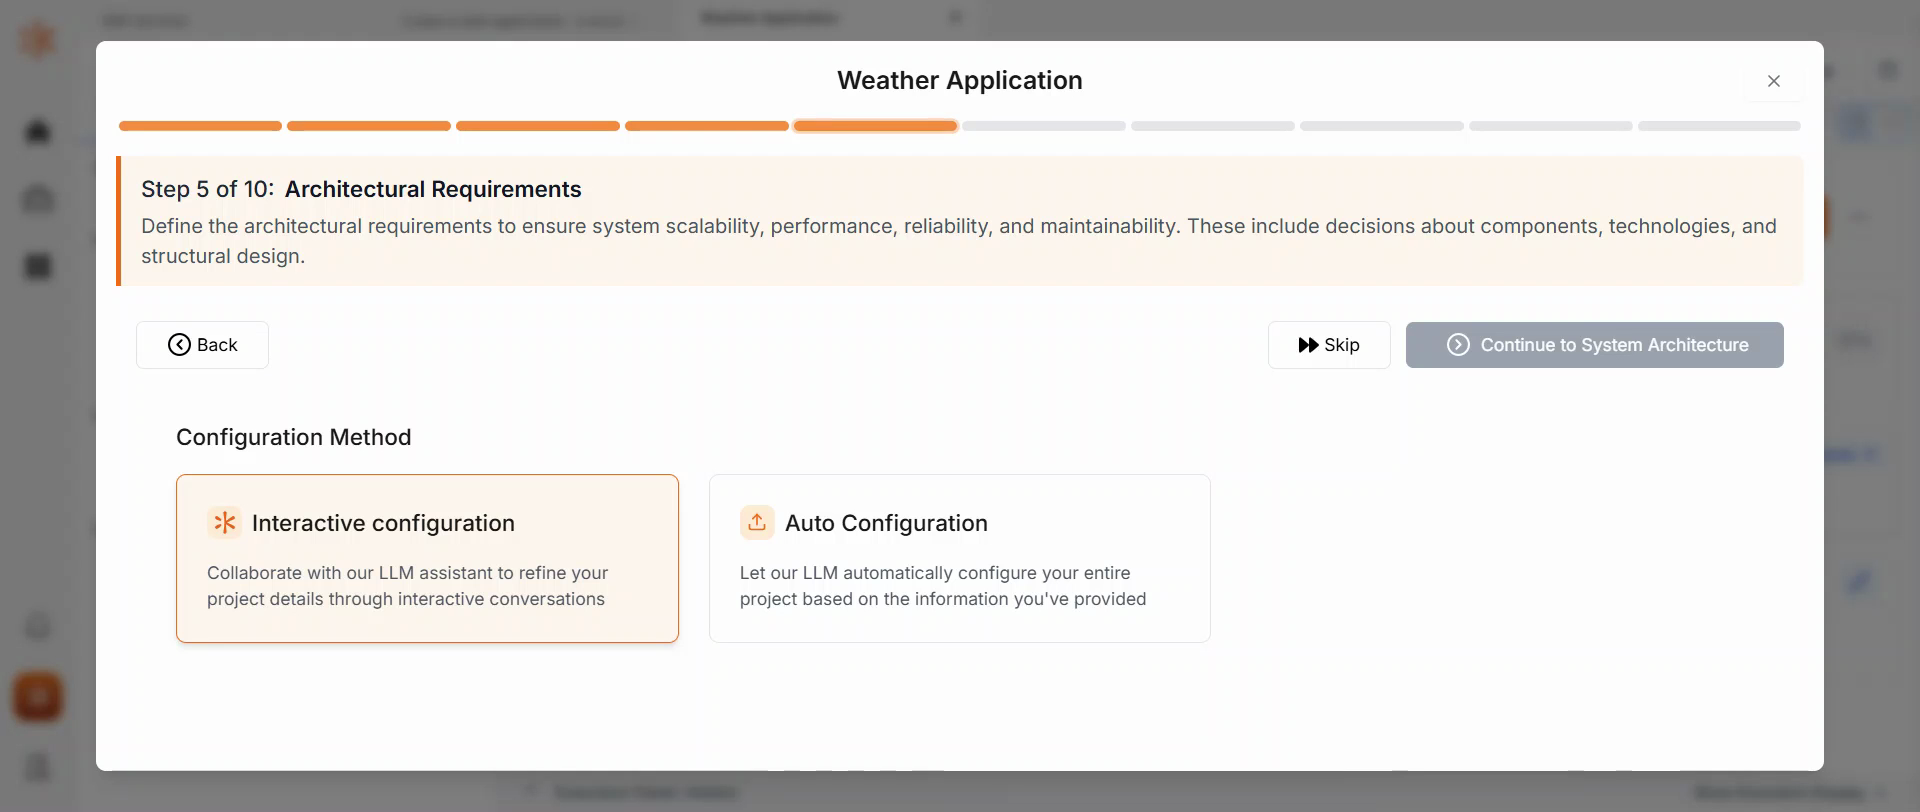 Weather Application
Step 5 of 10: Architectural Requirements
Define the architectural requirements to ensure system scalability, performance, reliability, and maintainability. These include decisions about components, technologies, and
structural design.
Back
Skip
Continue to System Architecture
Configuration Method
Interactive configuration
Collaborate with our LLM assistant to refine your
project details through interactive conversations
Auto Configuration
Let our LLM automatically configure your entire
project based on the information you've provided